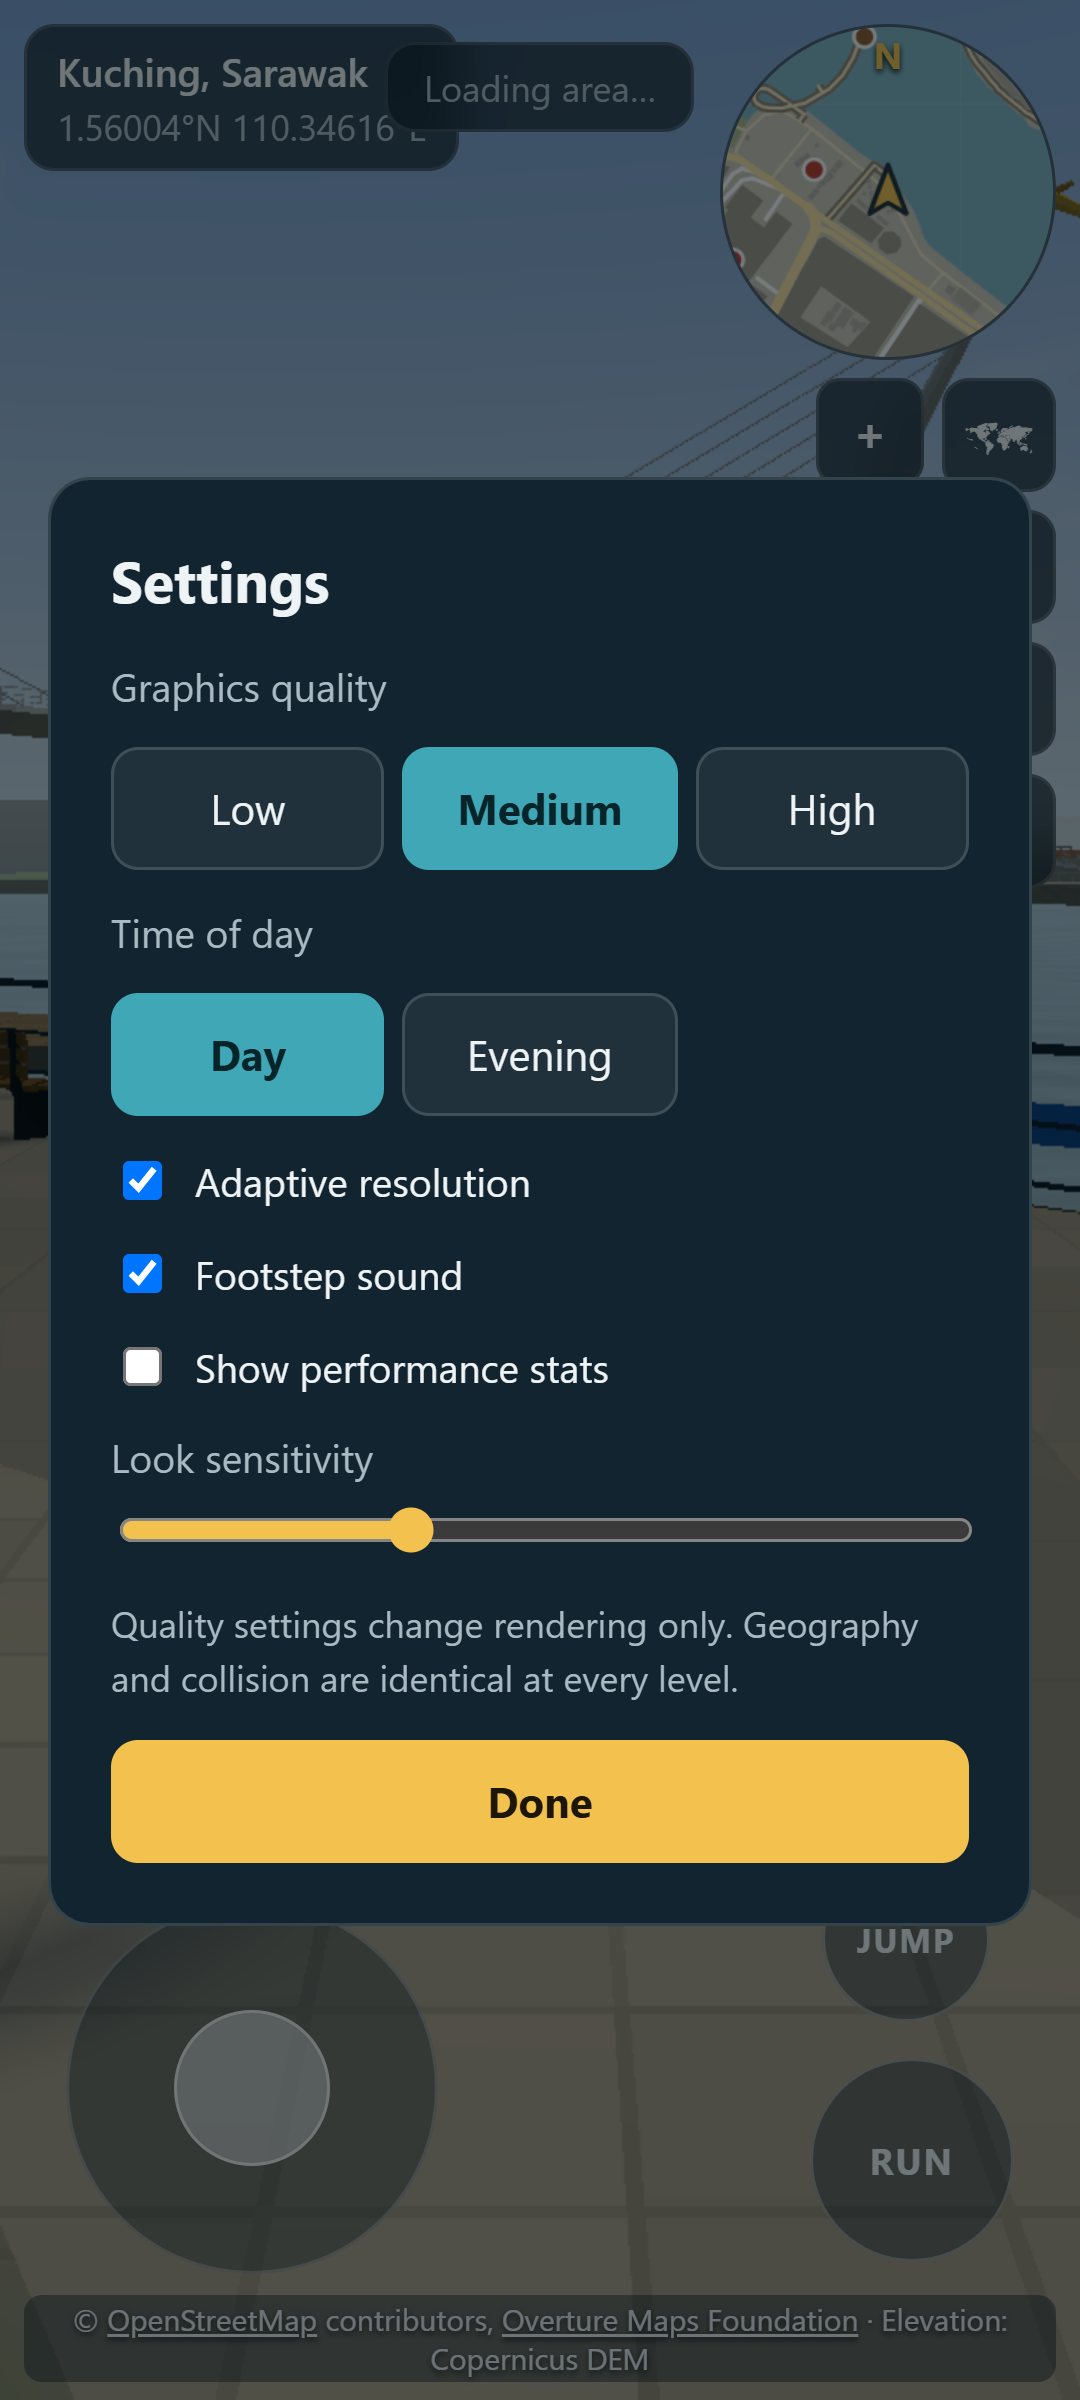 Kuching, Sarawak
1.56004°N 110.34616°E
Loading area...
N
+
Settings
Graphics quality
Low
Medium
High
Time of day
Day
Evening
Adaptive resolution
Footstep sound
Show performance stats
Look sensitivity
Quality settings change rendering only. Geography
and collision are identical at every level.
Done
JUMP
RUN
© OpenStreetMap contributors, Overture Maps Foundation · Elevation:
Copernicus DEM